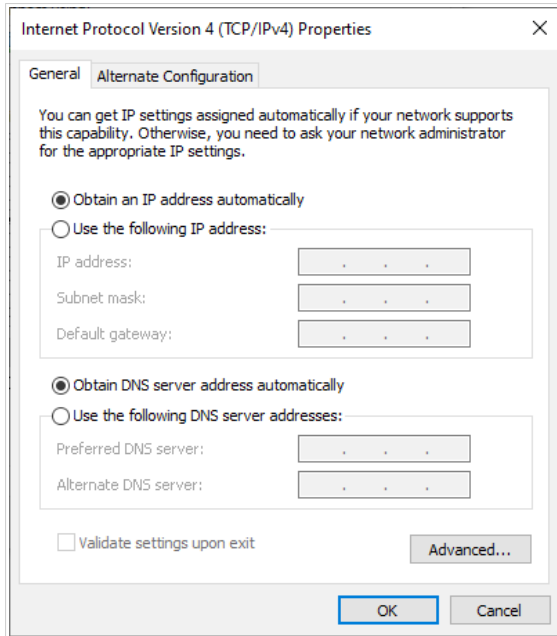 Internet Protocol Version 4 (TCP/IPv4) Properties
General
Alternate Configuration
You can get IP settings assigned automatically if your network supports
this capability. Otherwise, you need to ask your network administrator
for the appropriate IP settings.
Obtain an IP address automatically
Use the following IP address:
IP address:
Subnet mask:
Default gateway:
Obtain DNS server address automatically
Use the following DNS server addresses:
Preferred DNS server:
Alternate DNS server:
Validate settings upon exit
Advanced...
OK
Cancel